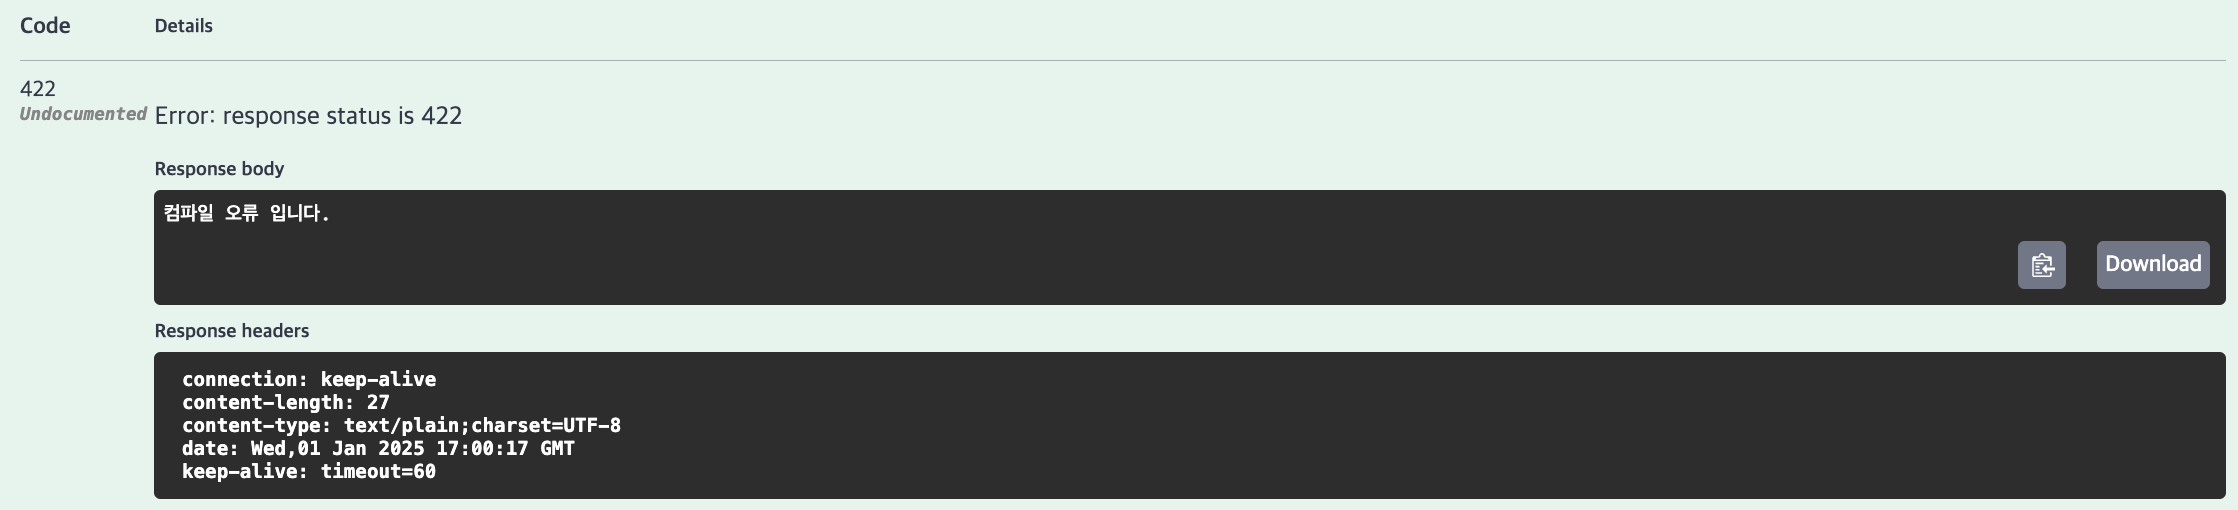 Code Details
422
Undocumented Error: response status is 422
Response body
컴파일 오류 입니다.
Download
Response headers
connection: keep-alive
content-length: 27
content-type: text/plain;charset=UTF-8
date: Wed,01 Jan 2025 17:00:17 GMT
keep-alive: timeout=60